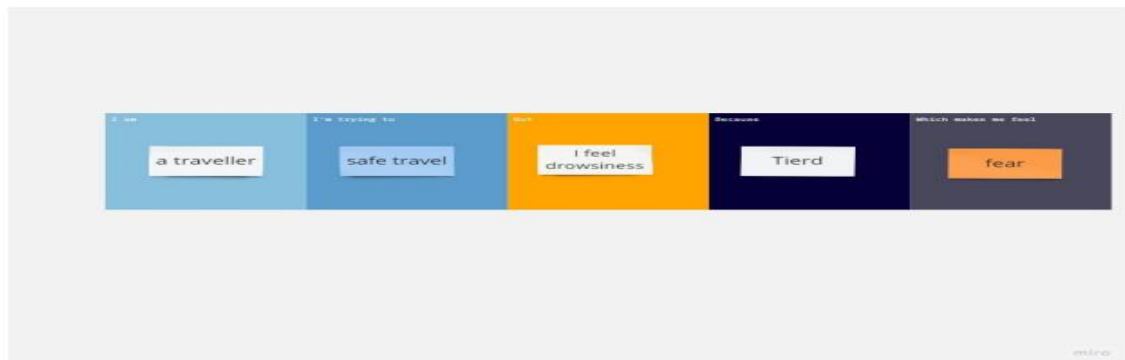 I am
I'm trying to
But
Because
Which makes me feel
a traveller
safe travel
I feel
drowsiness
Tierd
fear
miro